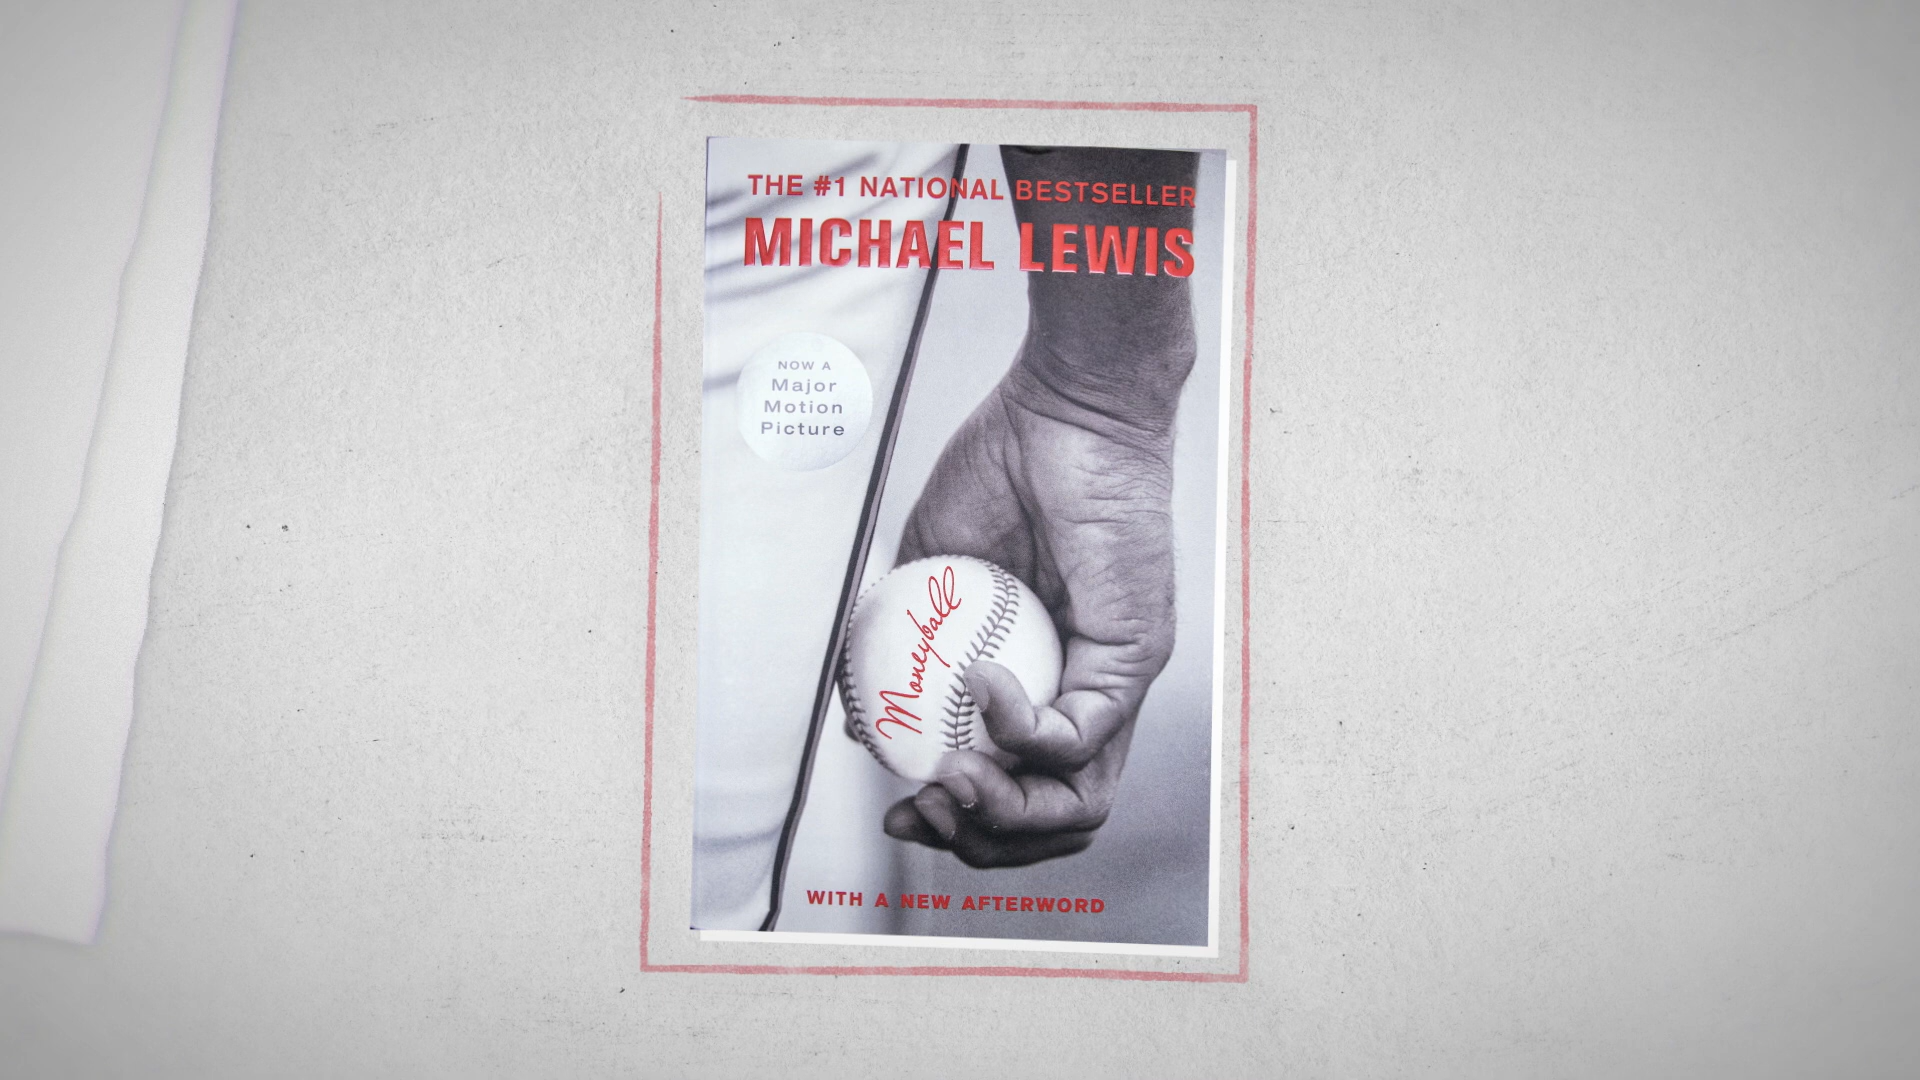 THE #1 NATIONAL BESTSELLER
MICHAEL LEWIS
NOW A
Major
Motion
Picture
Moneyball
WITH A NEW AFTERWORD